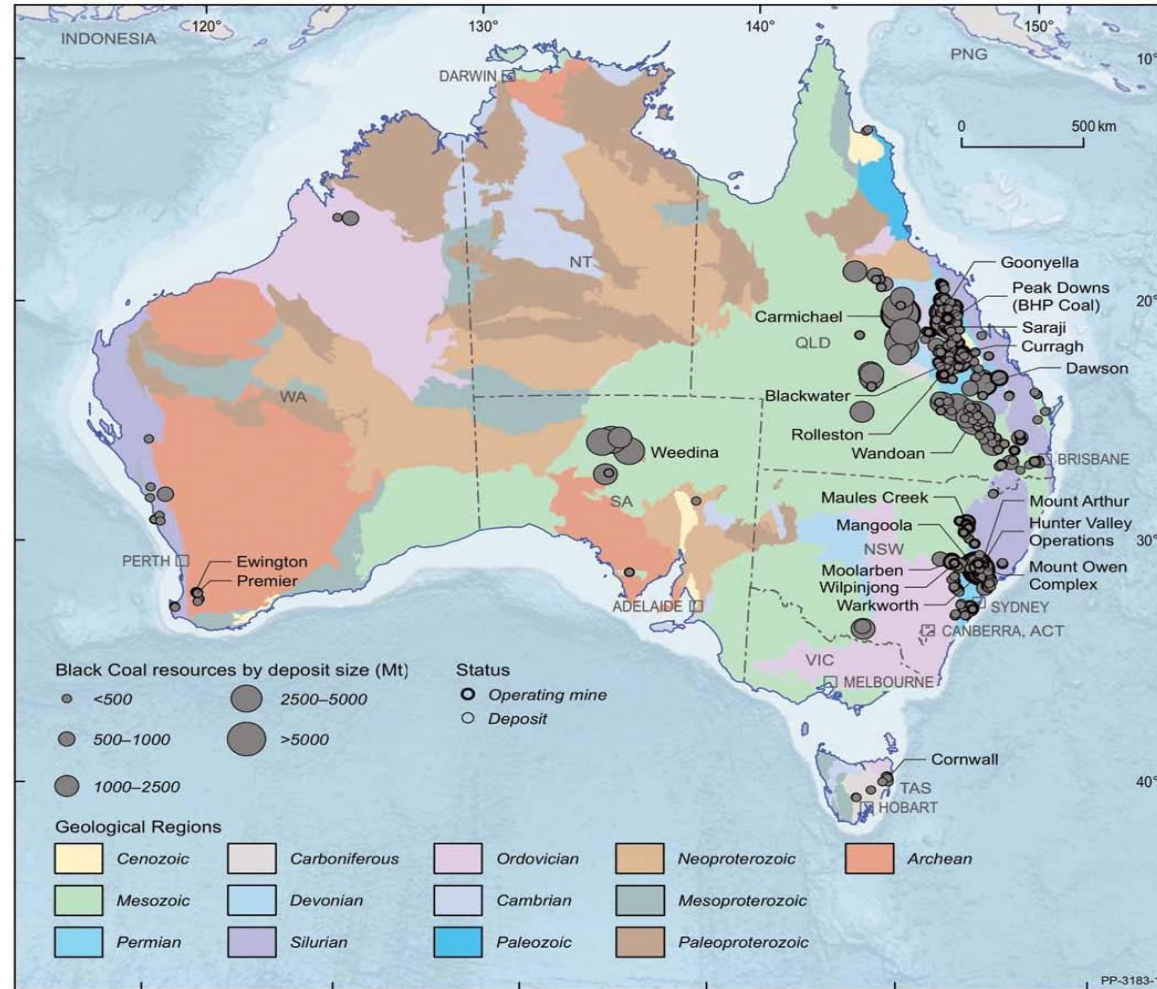 120°
130°
140°
150°
INDONESIA
PNG
10°
DARWIN
0
500 km
NT
Goonyella
20°
Peak Downs
(BHP Coal)
Carmichael
Saraji
QLD
Curragh
Dawson
WA
Blackwater
Rolleston
Weedina
Wandoan
BRISBANE
SA
Maules Creek
Mount Arthur
Mangoola
Hunter Valley
Operations
30°
NSW
PERTH
Ewington
Moolarben
Mount Owen
Complex
Premier
Wilpinjong
ADELAIDE
Warkworth
SYDNEY
CANBERRA, ACT
VIC
MELBOURNE
Black Coal resources by deposit size (Mt)
<500
2500–5000
500–1000
>5000
1000–2500
Status
Operating mine
Deposit
Cornwall
40°
TAS
HOBART
Geological Regions
Cenozoic
Carboniferous
Ordovician
Neoproterozoic
Archean
Mesozoic
Devonian
Cambrian
Mesoproterozoic
Permian
Silurian
Paleozoic
Paleoproterozoic
PP-3183-1